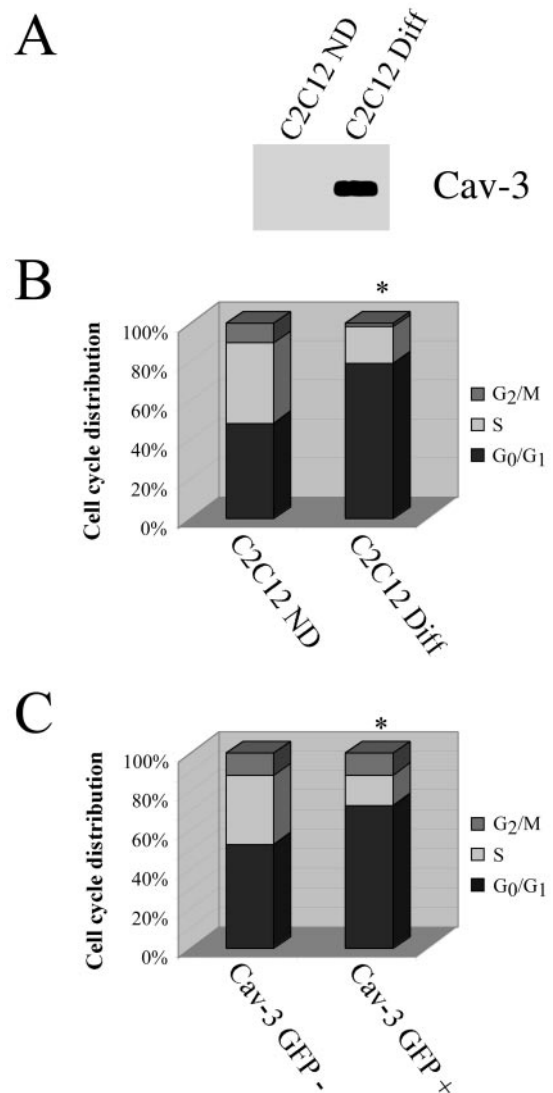 A
C2C12 ND
C2C12 Diff
Cav-3
B
*
Cell cycle distribution
100%
80%
60%
40%
20%
0%
G2/M
S
G0/G1
C2C12 ND
C2C12 Diff
C
*
Cell cycle distribution
100%
80%
60%
40%
20%
0%
G2/M
S
G0/G1
Cav-3 GFP -
Cav-3 GFP +